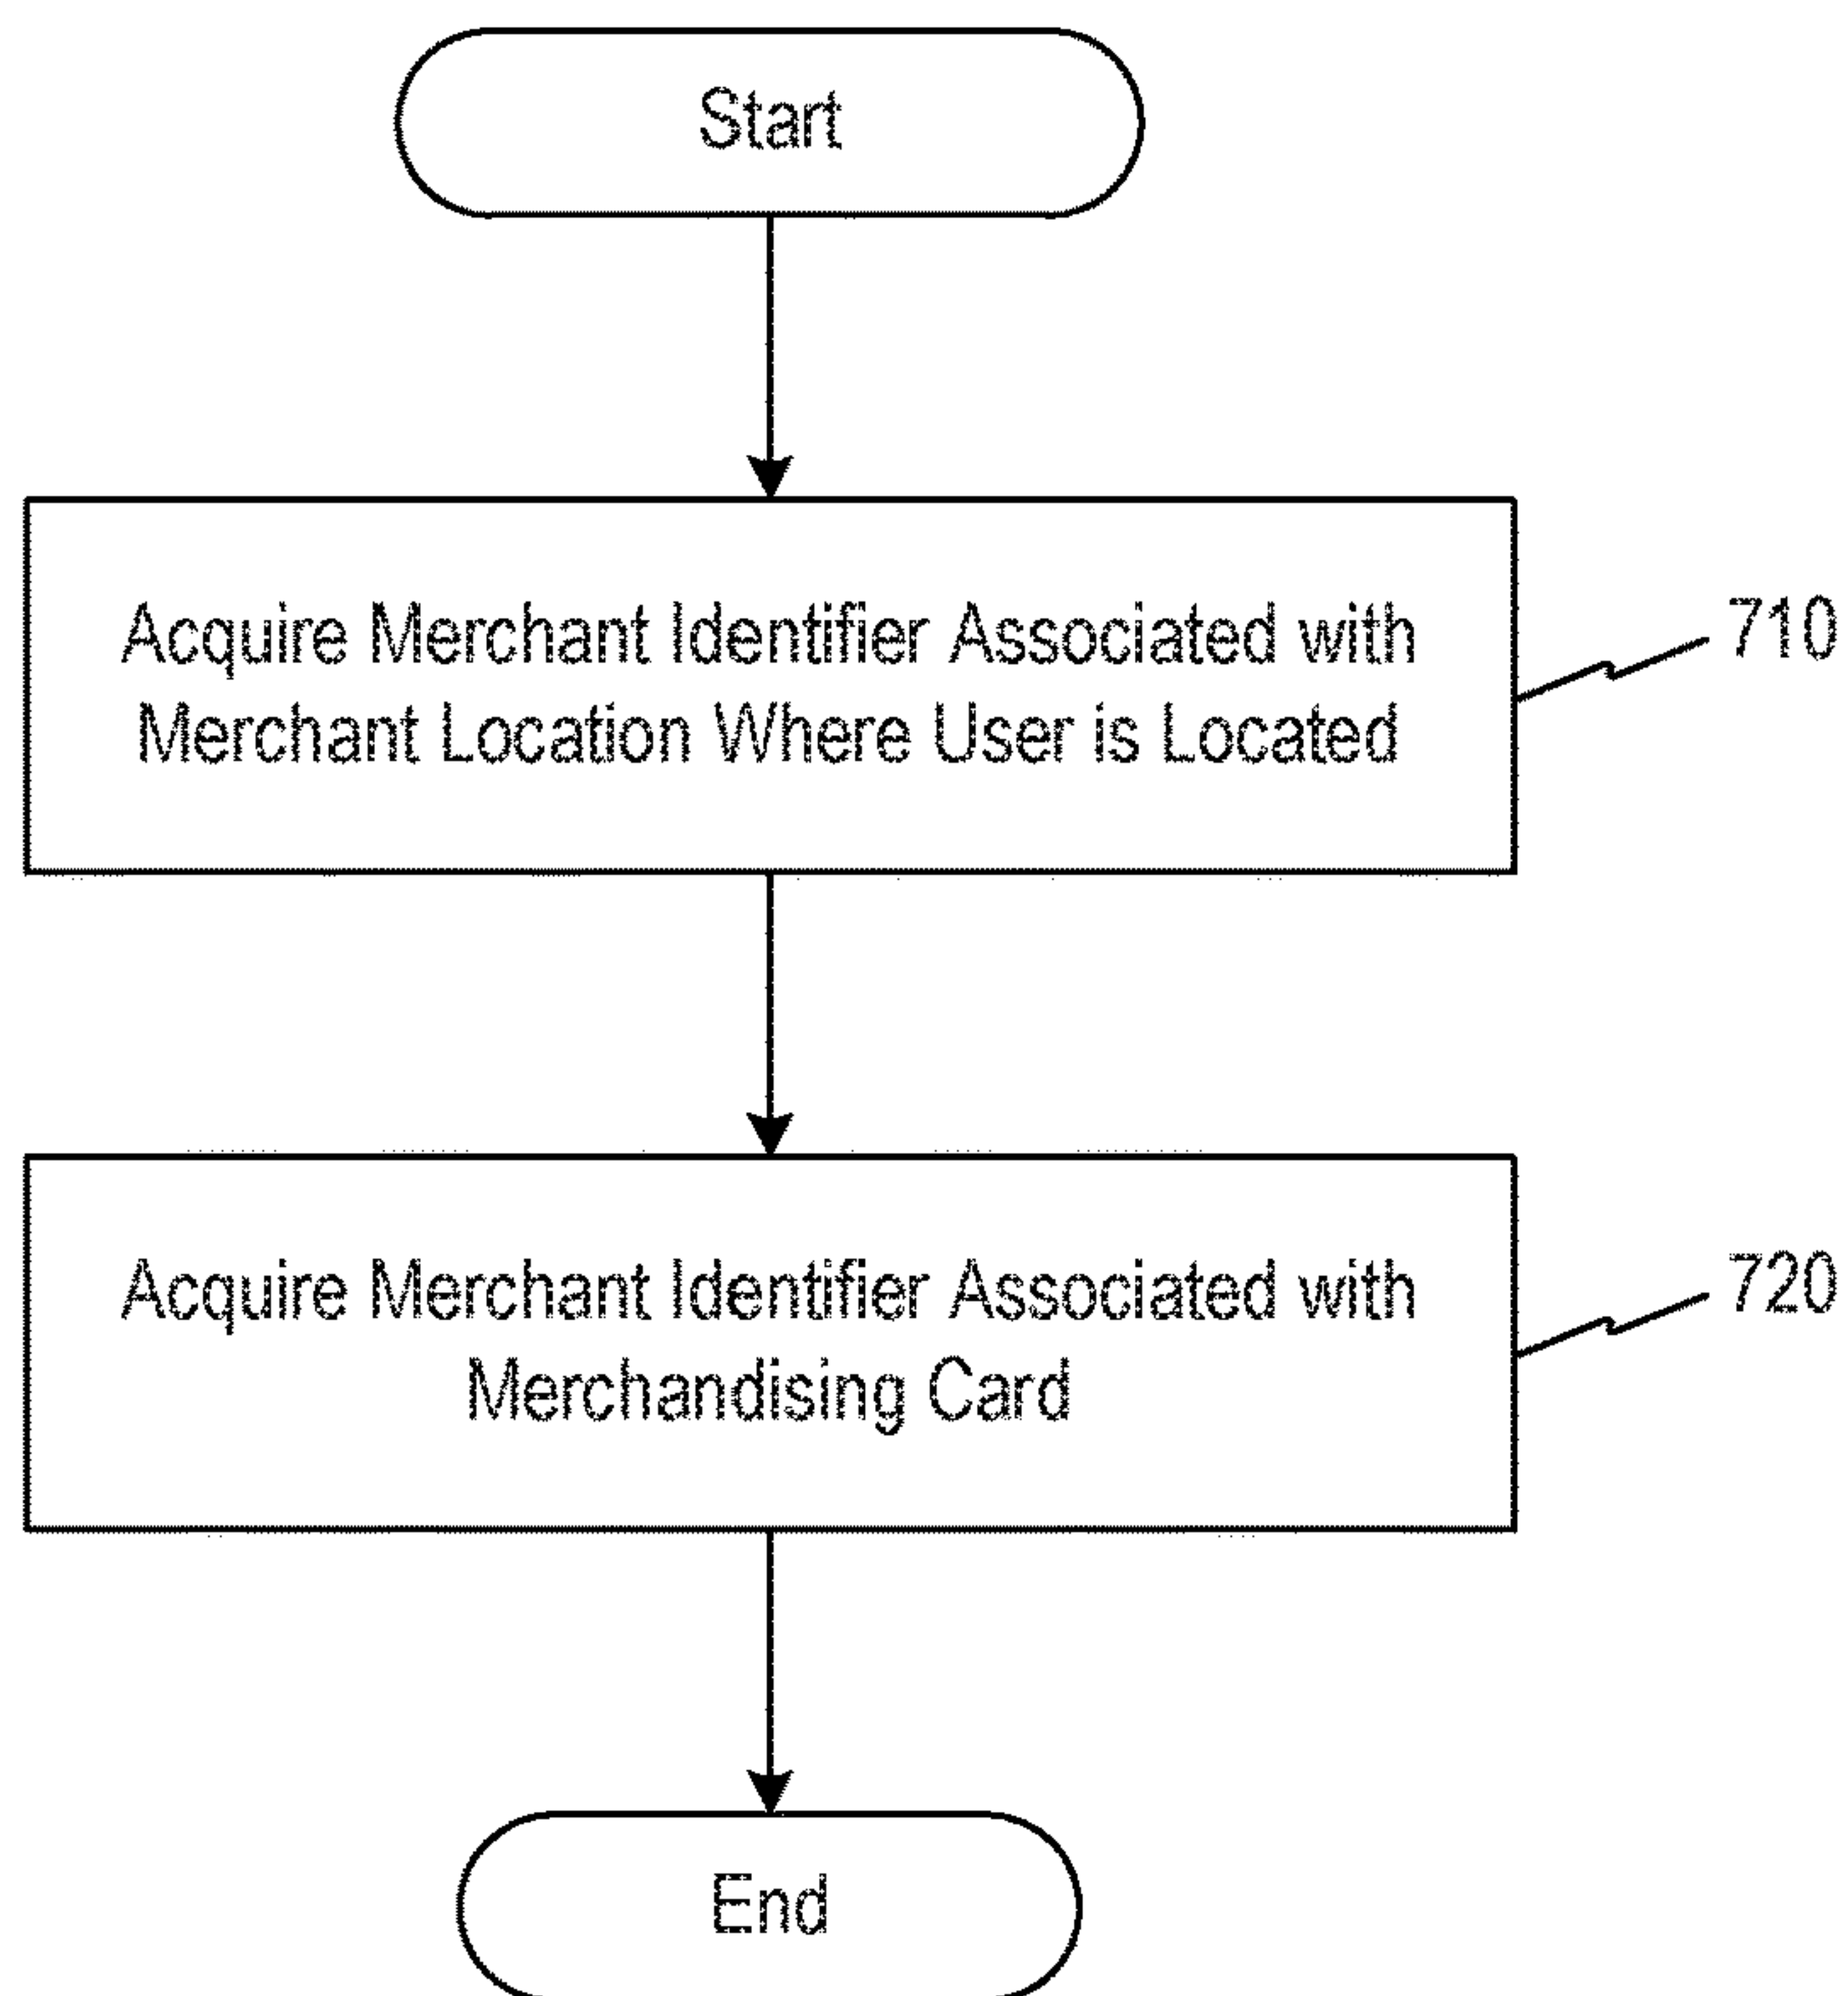 Start
Acquire Merchant Identifier Associated with
Merchant Location Where User is Located
710
Acquire Merchant Identifier Associated with
Merchandising Card
720
End